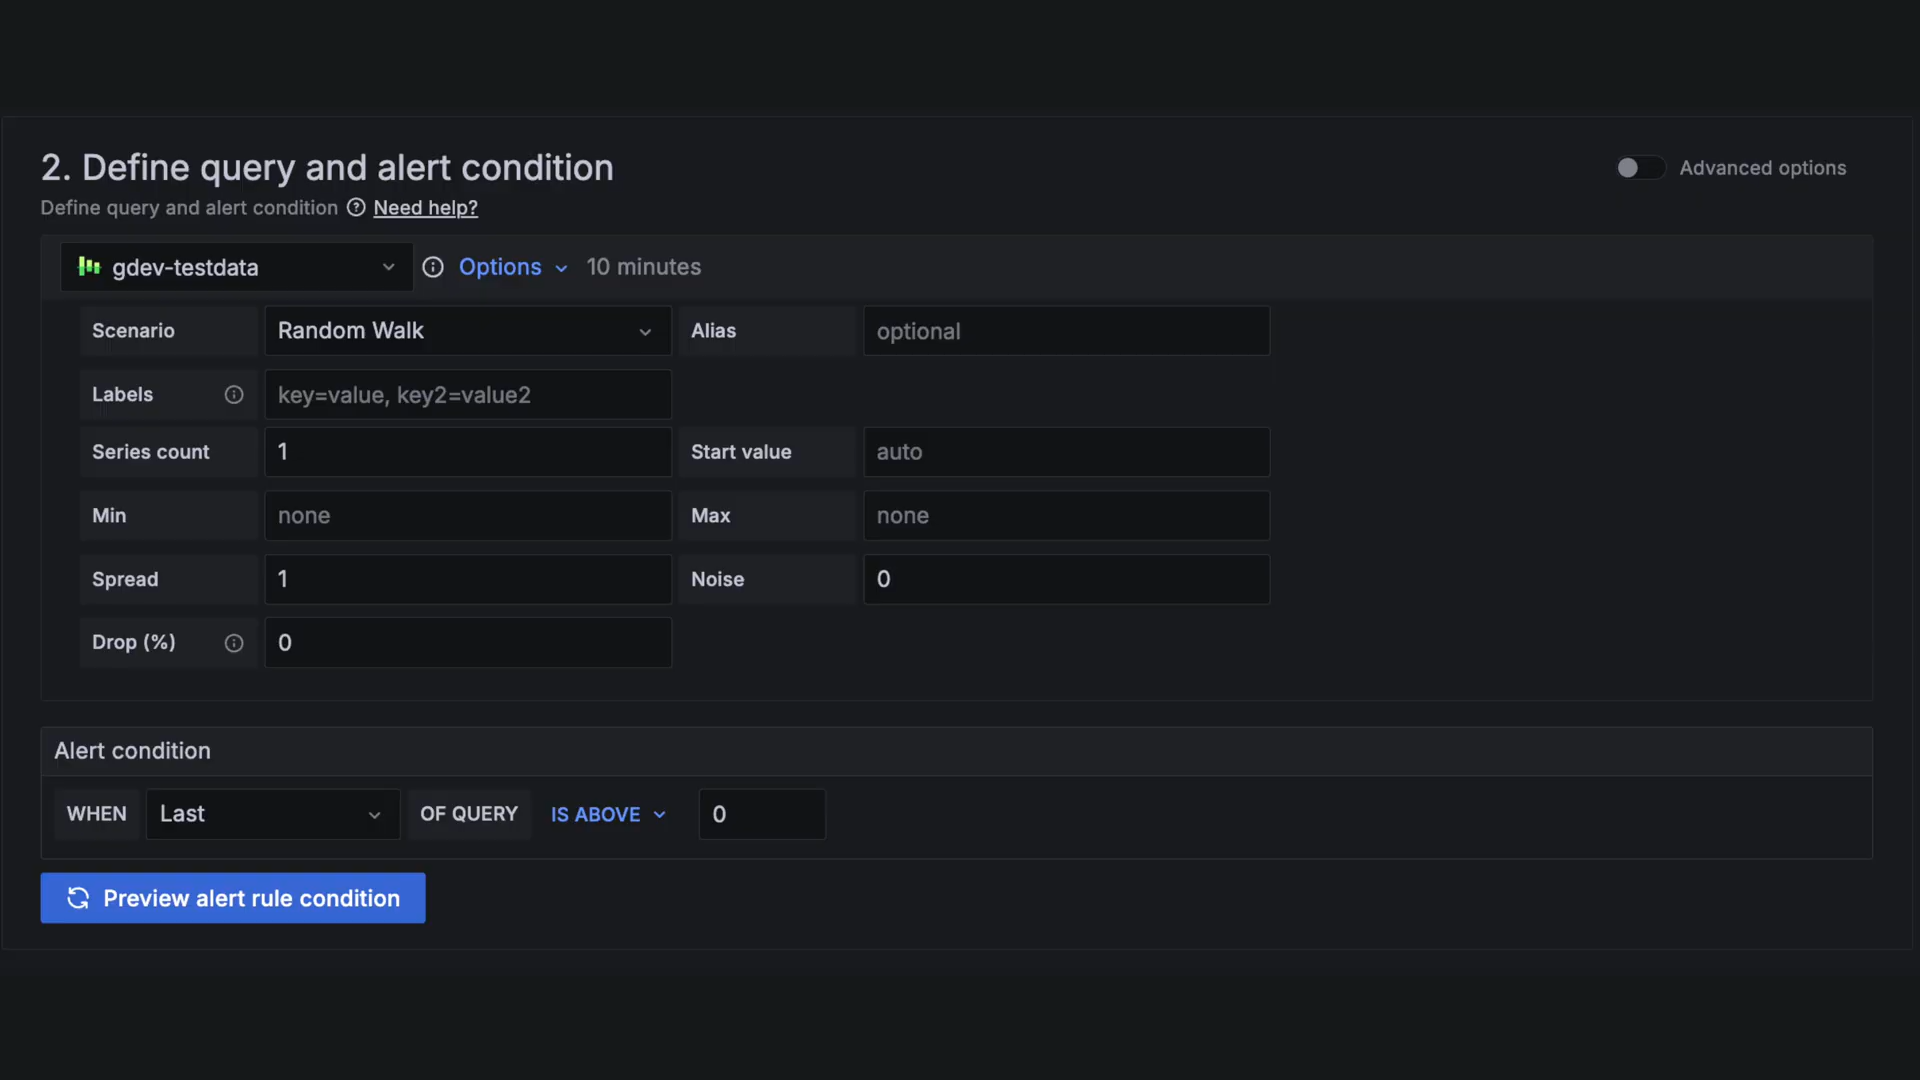 2. Define query and alert condition
Advanced options
Define query and alert condition Need help?
gdev-testdata Options 10 minutes
Scenario Random Walk Alias optional
Labels key=value, key2=value2
Series count 1 Start value auto
Min none Max none
Spread 1 Noise 0
Drop (%) 0
Alert condition
WHEN Last OF QUERY IS ABOVE 0
Preview alert rule condition